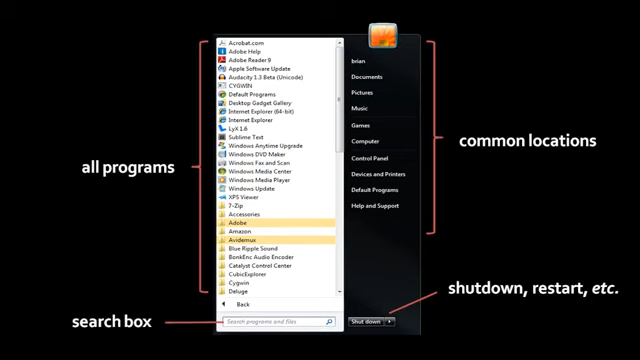 Acrobat.com
Adobe Help
Adobe Reader 9
Apple Software Update
Audacity 1.3 Beta (Unicode)
CYGWIN
Default Programs
Desktop Gadget Gallery
Internet Explorer (64-bit)
Internet Explorer
LyX 1.6
Sublime Text
Windows Anytime Upgrade
Windows DVD Maker
Windows Fax and Scan
Windows Media Center
Windows Media Player
Windows Update
XPS Viewer
7-Zip
Accessories
Adobe
Amazon
Avidemux
Blue Ripple Sound
BonkEnc Audio Encoder
Catalyst Control Center
CubicExplorer
Cygwin
Deluge
Back
Search programs and files
brian
Documents
Pictures
Music
Games
Computer
Control Panel
Devices and Printers
Default Programs
Help and Support
Shut down
all programs
search box
common locations
shutdown, restart, etc.